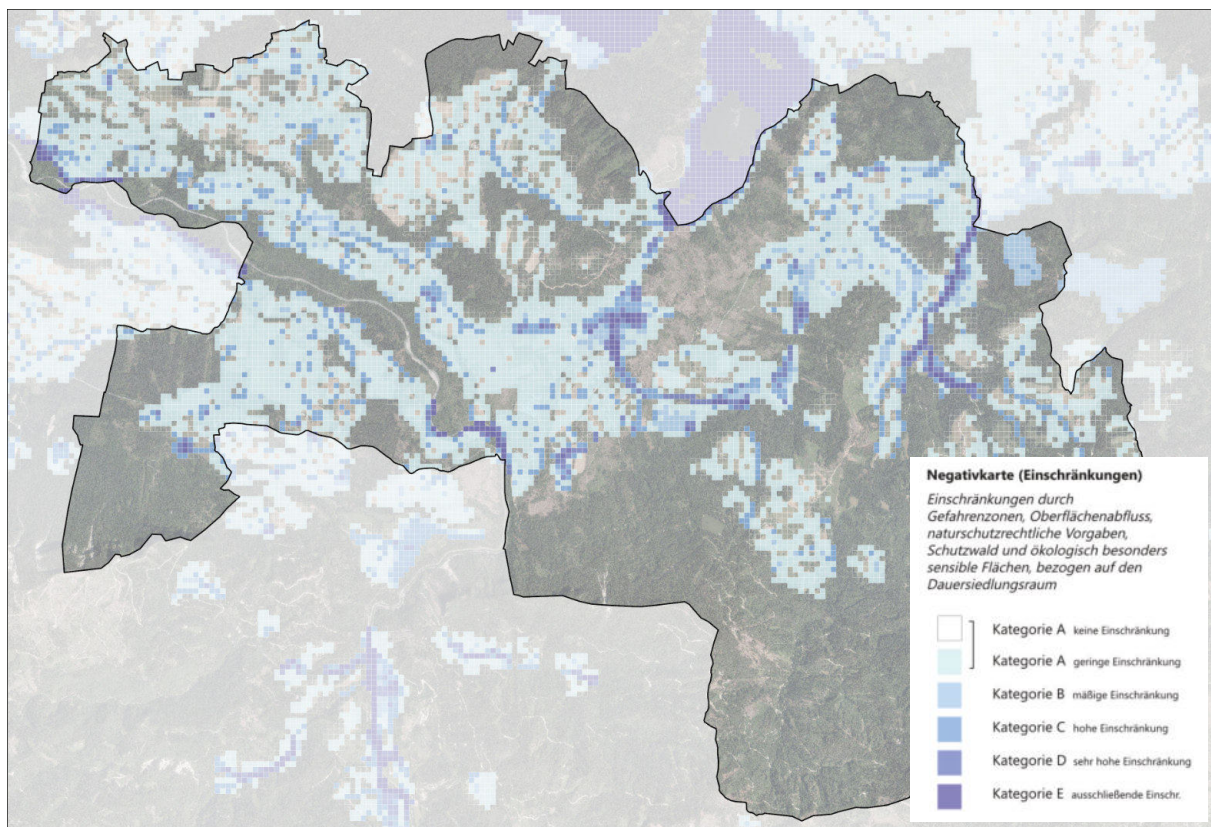 Negativkarte (Einschränkungen)
Einschränkungen durch
Gefahrenzonen, Oberflächenabfluss,
naturschutzrechtliche Vorgaben,
Schutzwald und ökologisch besonders
sensible Flächen, bezogen auf den
Dauersiedlungsraum
Kategorie A keine Einschränkung
Kategorie A geringe Einschränkung
Kategorie B mäßige Einschränkung
Kategorie C hohe Einschränkung
Kategorie D sehr hohe Einschränkung
Kategorie E ausschließende Einschr.